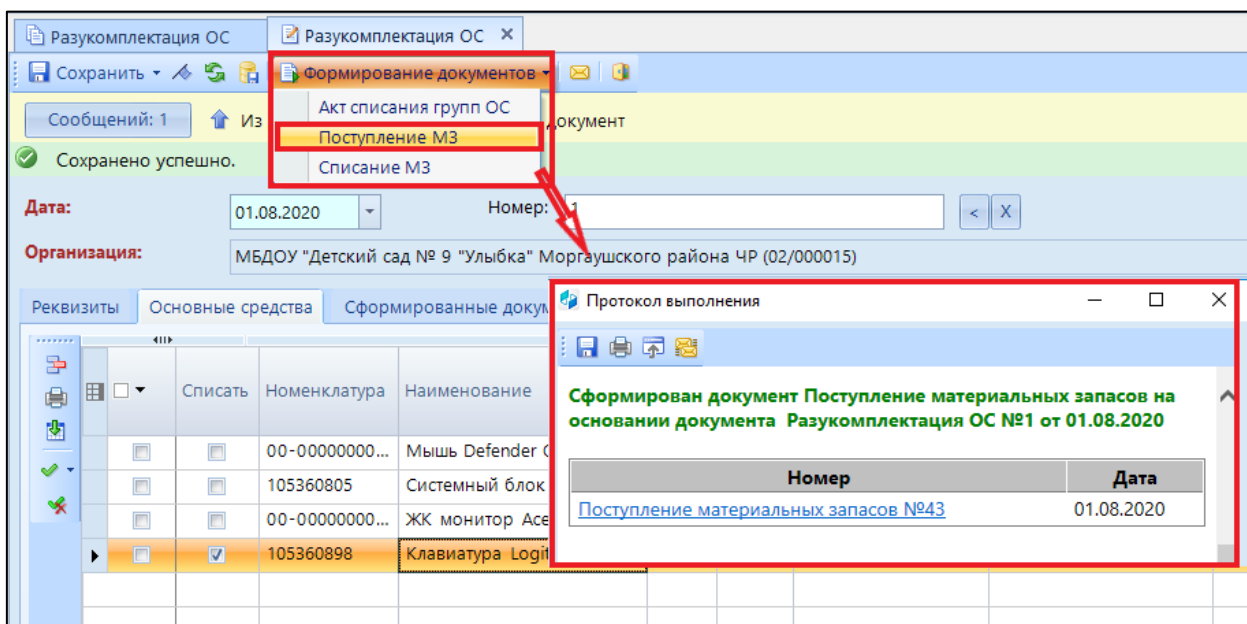 Разукомплектация ОС
Разукомплектация ОС
Сохранить
Формирование документов
Акт списания групп ОС
Поступление МЗ
Списание МЗ
Сообщений: 1
Из
документ
Сохранено успешно.
Дата:
01.08.2020
Номер:
1
<
X
Организация:
МБДОУ "Детский сад № 9 "Улыбка" Моргаушского района ЧР (02/000015)
Реквизиты
Основные средства
Сформированные докум
Списать
Номенклатура
Наименование
00-00000000...
Мышь Defender
105360805
Системный блок
00-00000000...
ЖК монитор Ace
105360898
Клавиатура Logit
Протокол выполнения
Сформирован документ Поступление материальных запасов на
основании документа Разукомплектация ОС №1 от 01.08.2020
Номер
Дата
Поступление материальных запасов №43
01.08.2020